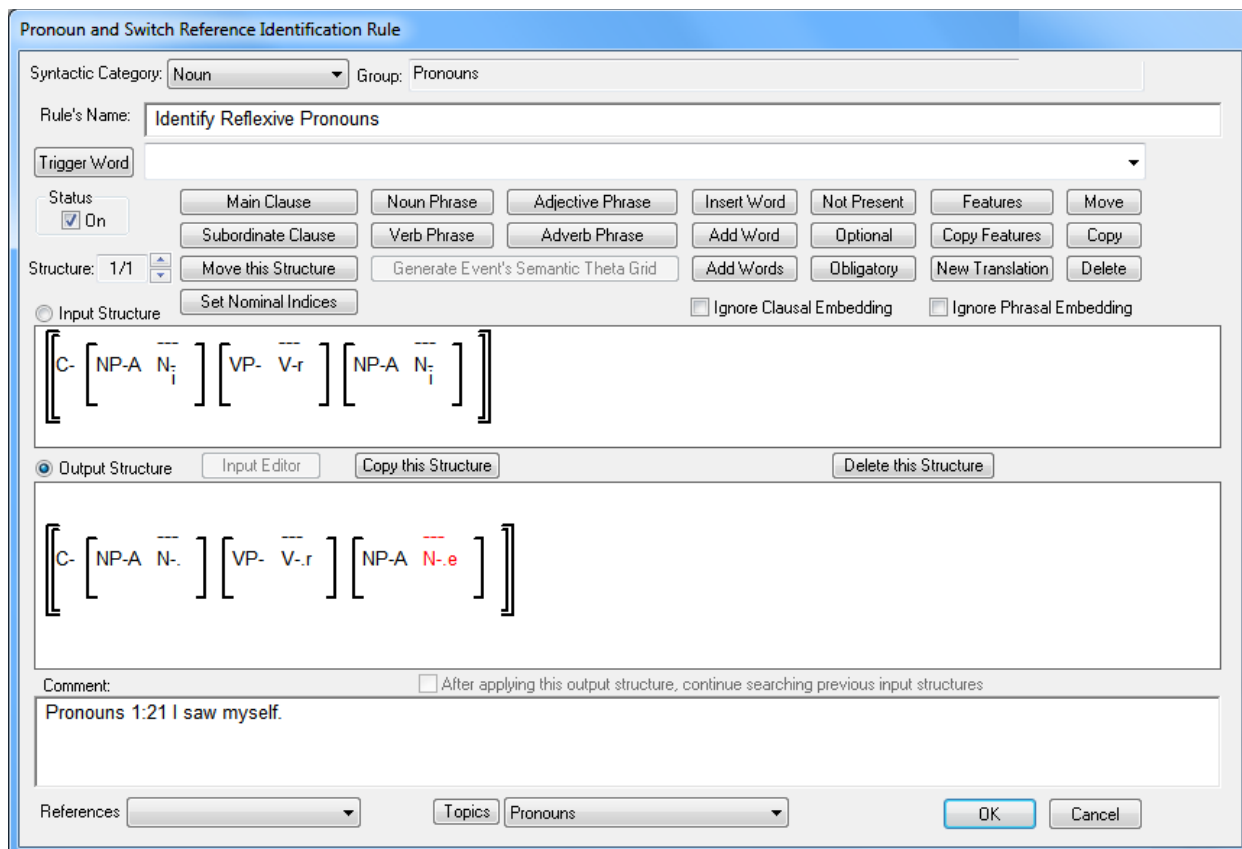 Pronoun and Switch Reference Identification Rule
Syntactic Category: Noun Group: Pronouns
Rule's Name: Identify Reflexive Pronouns
Trigger Word
Status
On
Main Clause Noun Phrase Adjective Phrase Insert Word Not Present Features Move
Subordinate Clause Verb Phrase Adverb Phrase Add Word Optional Copy Features Copy
Structure: 1/1 Move this Structure Generate Event's Semantic Theta Grid Add Words Obligatory New Translation Delete
Set Nominal Indices
Input Structure Ignore Clausal Embedding Ignore Phrasal Embedding
--- --- ---
C- NP-A N- VP- V-r NP-A N-
i i
Output Structure Input Editor Copy this Structure Delete this Structure
--- --- ---
C- NP-A N-. VP- V-.r NP-A N-.e
Comment: After applying this output structure, continue searching previous input structures
Pronouns 1:21 I saw myself.
References Topics Pronouns OK Cancel